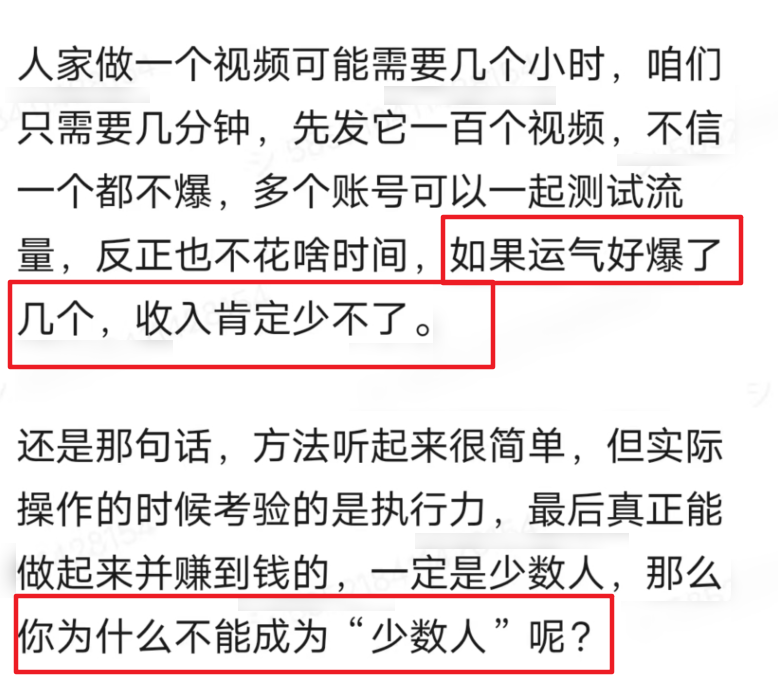 人家做一个视频可能需要几个小时，咱们
只需要几分钟，先发它一百个视频，不信
一个都不爆，多个账号可以一起测试流
量，反正也不花啥时间，如果运气好爆了
几个，收入肯定少不了。
还是那句话，方法听起来很简单，但实际
操作的时候考验的是执行力，最后真正能
做起来并赚到钱的，一定是少数人，那么
你为什么不能成为“少数人”呢？